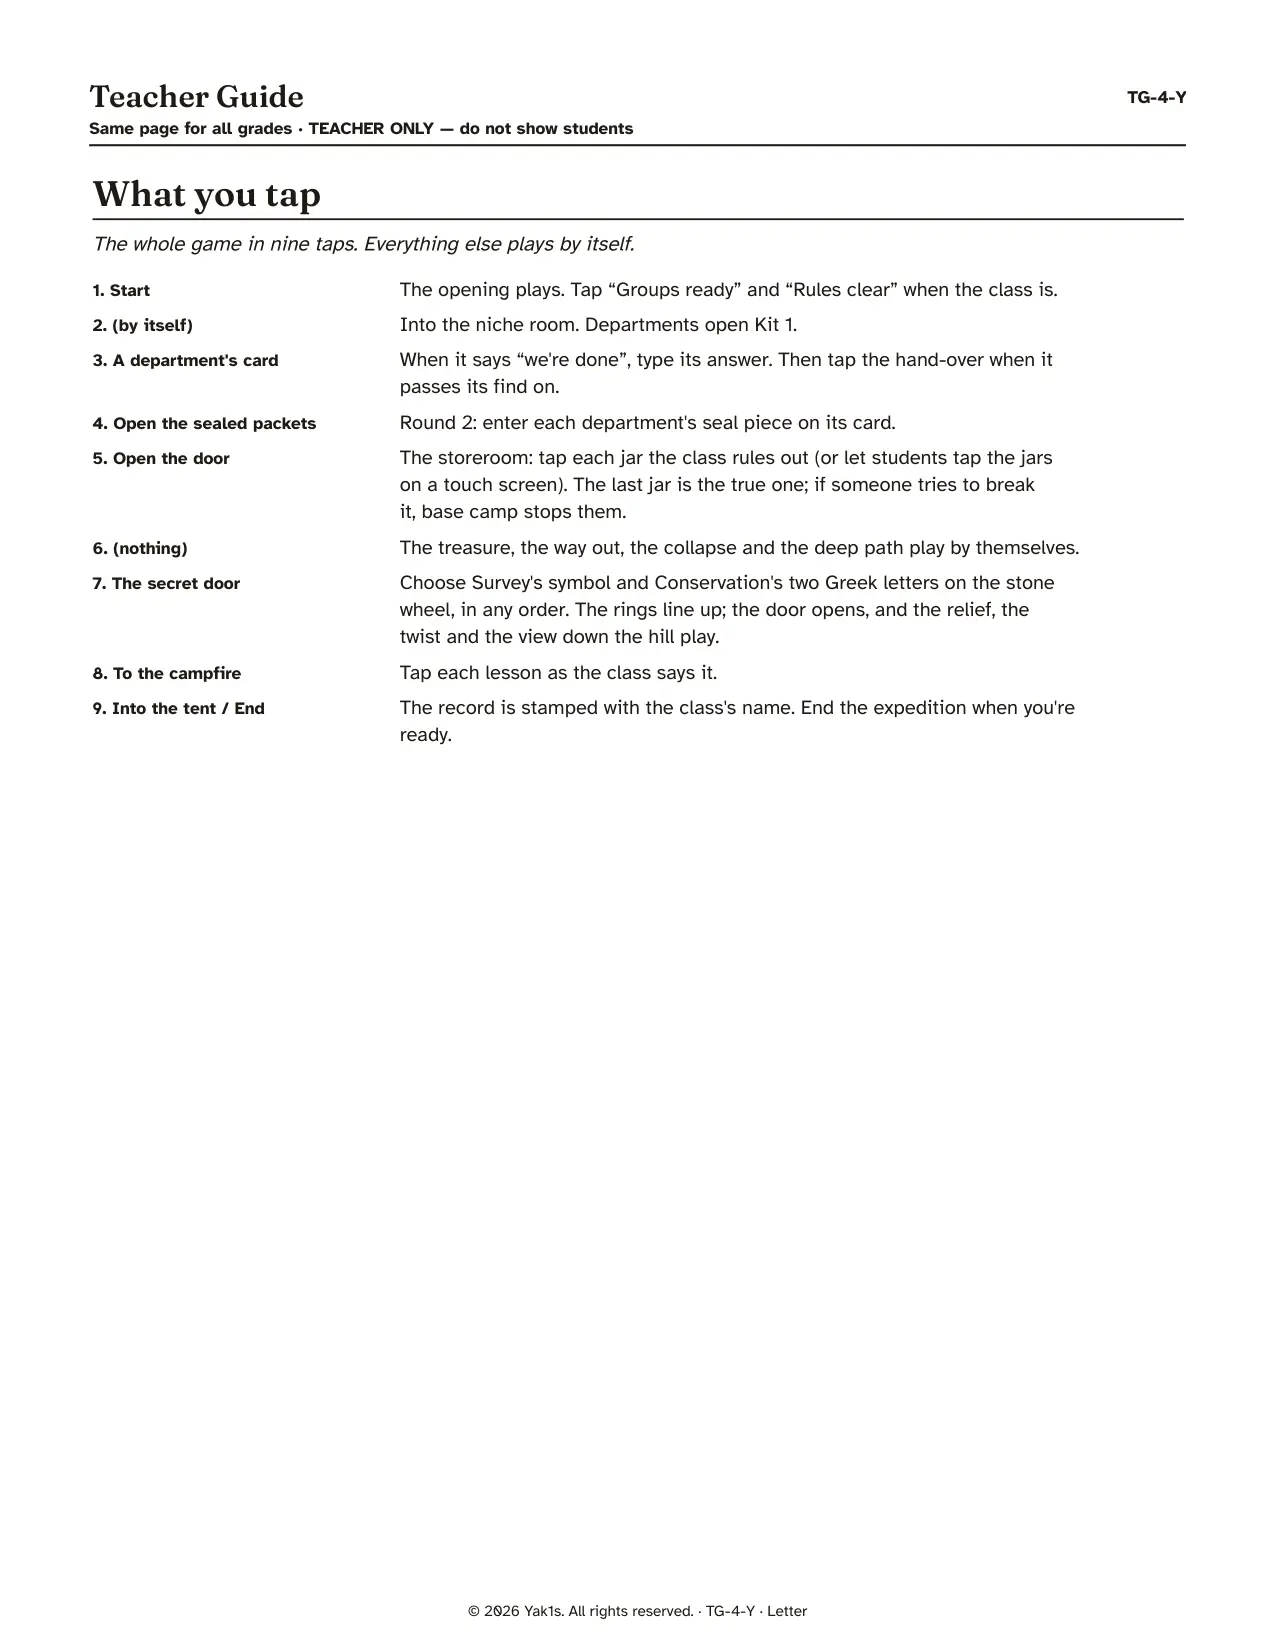 Teacher Guide
TG-4-Y
Same page for all grades · TEACHER ONLY — do not show students
What you tap
The whole game in nine taps. Everything else plays by itself.
1. Start
The opening plays. Tap “Groups ready” and “Rules clear” when the class is.
2. (by itself)
Into the niche room. Departments open Kit 1.
3. A department's card
When it says “we're done”, type its answer. Then tap the hand-over when it
passes its find on.
4. Open the sealed packets
Round 2: enter each department's seal piece on its card.
5. Open the door
The storeroom: tap each jar the class rules out (or let students tap the jars
on a touch screen). The last jar is the true one; if someone tries to break
it, base camp stops them.
6. (nothing)
The treasure, the way out, the collapse and the deep path play by themselves.
7. The secret door
Choose Survey's symbol and Conservation's two Greek letters on the stone
wheel, in any order. The rings line up; the door opens, and the relief, the
twist and the view down the hill play.
8. To the campfire
Tap each lesson as the class says it.
9. Into the tent / End
The record is stamped with the class's name. End the expedition when you're
ready.
© 2026 Yak1s. All rights reserved. · TG-4-Y · Letter